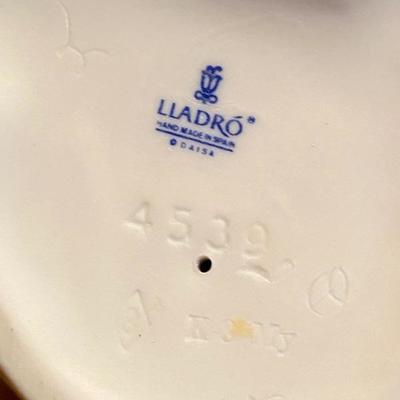 LLADRÓ®
HAND MADE IN SPAIN
© DAISA
4539